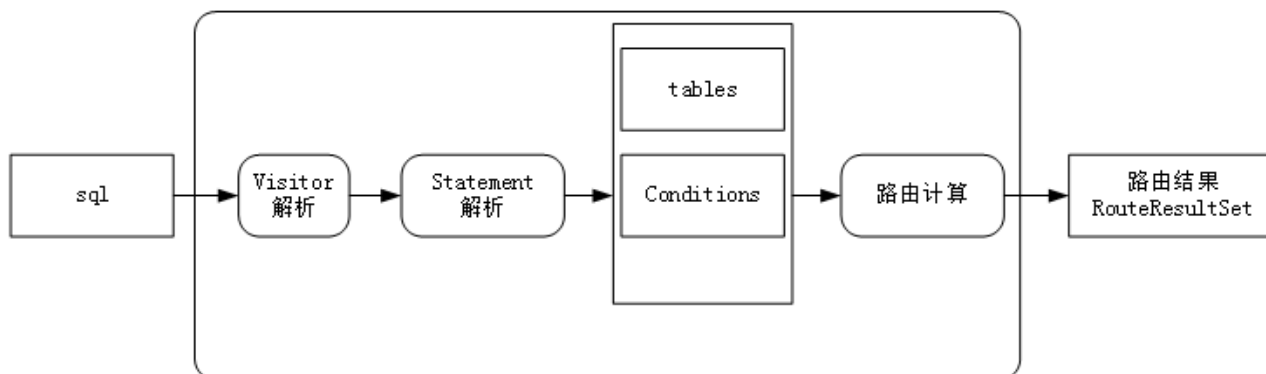 sql
Visitor
解析
Statement
解析
tables
Conditions
路由计算
路由结果
RouteResultSet